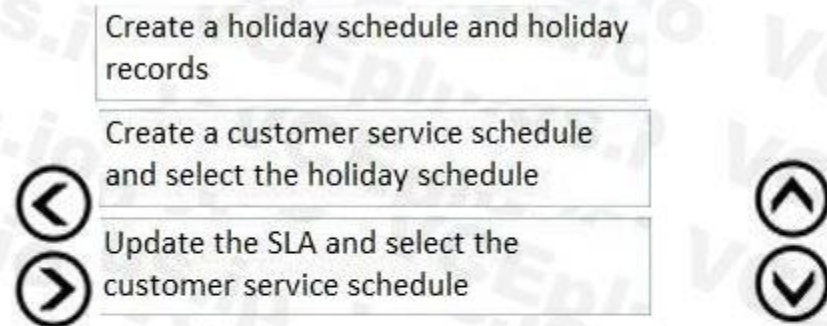 Create a holiday schedule and holiday
records
Create a customer service schedule
and select the holiday schedule
Update the SLA and select the
customer service schedule